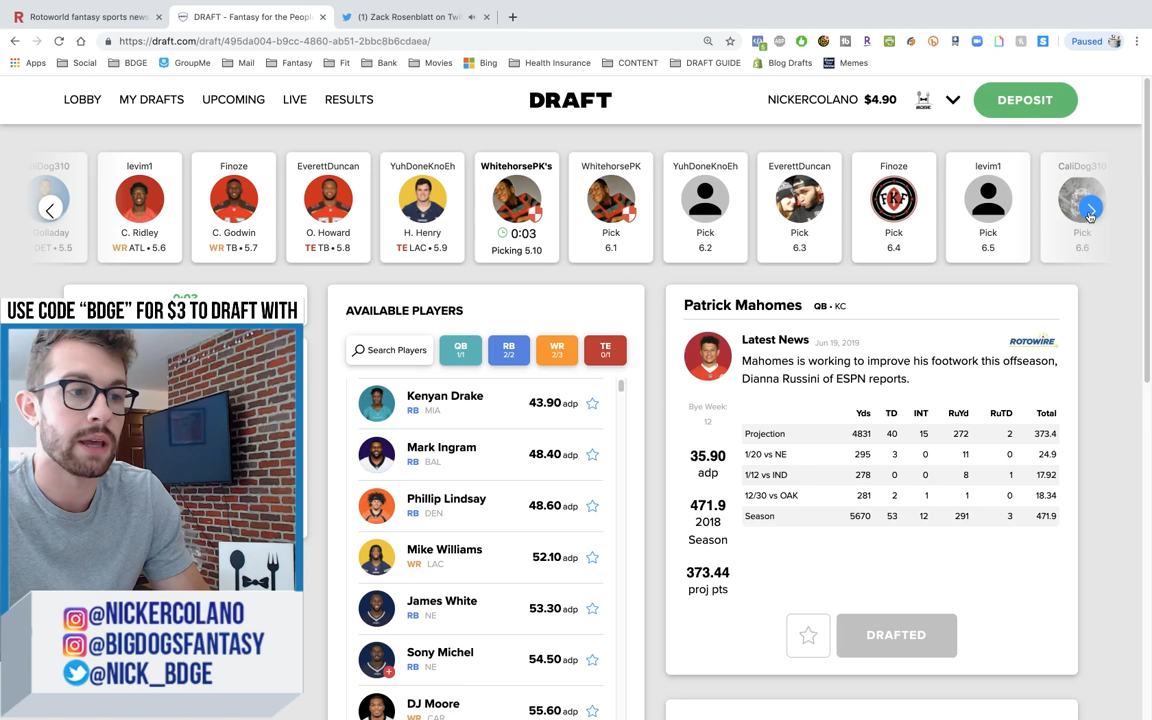 Rotoworld fantasy sports news
DRAFT - Fantasy for the Peopl
(1) Zack Rosenblatt on Twi
https://draft.com/draft/495da004-b9cc-4860-ab51-2bbc8b6cdaea/
Paused
Apps Social BDGE GroupMe Mail Fantasy Fit Bank Movies Bing Health Insurance CONTENT DRAFT GUIDE Blog Drafts Memes
LOBBY MY DRAFTS UPCOMING LIVE RESULTS DRAFT NICKERCOLANO $4.90 DEPOSIT
CaliDog310 levim1 Finoze EverettDuncan YuhDoneKnoEh WhitehorsePK's WhitehorsePK YuhDoneKnoEh EverettDuncan Finoze levim1 CaliDog310
FKF
Golladay C. Ridley C. Godwin O. Howard H. Henry 0:03 Pick Pick Pick Pick Pick Pick
DET • 5.5 WR ATL • 5.6 WR TB • 5.7 TE TB • 5.8 TE LAC • 5.9 Picking 5.10 6.1 6.2 6.3 6.4 6.5 6.6
0:03
USE CODE “BDGE” FOR $3 TO DRAFT WITH
@NICKERCOLANO
@BIGDOGSFANTASY
@NICK_BDGE
AVAILABLE PLAYERS
Search Players
QB 1/1
RB 2/2
WR 2/3
TE 0/1
Kenyan Drake
RB MIA
43.90 adp
Mark Ingram
RB BAL
48.40 adp
Phillip Lindsay
RB DEN
48.60 adp
Mike Williams
WR LAC
52.10 adp
James White
RB NE
53.30 adp
Sony Michel
RB NE
54.50 adp
DJ Moore
WR CAR
55.60 adp
Patrick Mahomes QB • KC
Latest News Jun 19, 2019 ROTOWIRE
Mahomes is working to improve his footwork this offseason,
Dianna Russini of ESPN reports.
Bye Week:
12
35.90
adp
471.9
2018
Season
373.44
proj pts
Yds TD INT RuYd RuTD Total
Projection 4831 40 15 272 2 373.4
1/20 vs NE 295 3 0 11 0 24.9
1/12 vs IND 278 0 0 8 1 17.92
12/30 vs OAK 281 2 1 1 0 18.34
Season 5670 53 12 291 3 471.9
DRAFTED